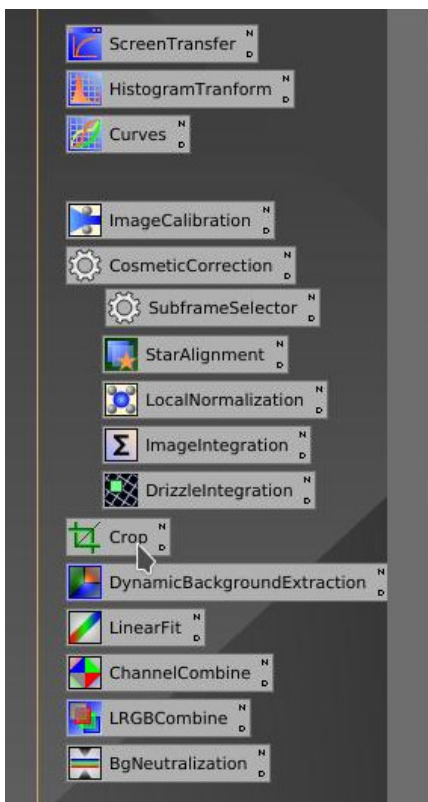 ScreenTransfer N D
HistogramTranform N D
Curves N D
ImageCalibration N D
CosmeticCorrection N D
SubframeSelector N D
StarAlignment N D
LocalNormalization N D
Σ ImageIntegration N D
DrizzleIntegration N D
Crop N D
DynamicBackgroundExtraction N D
LinearFit N D
ChannelCombine N D
LRGBCombine N D
BgNeutralization N D